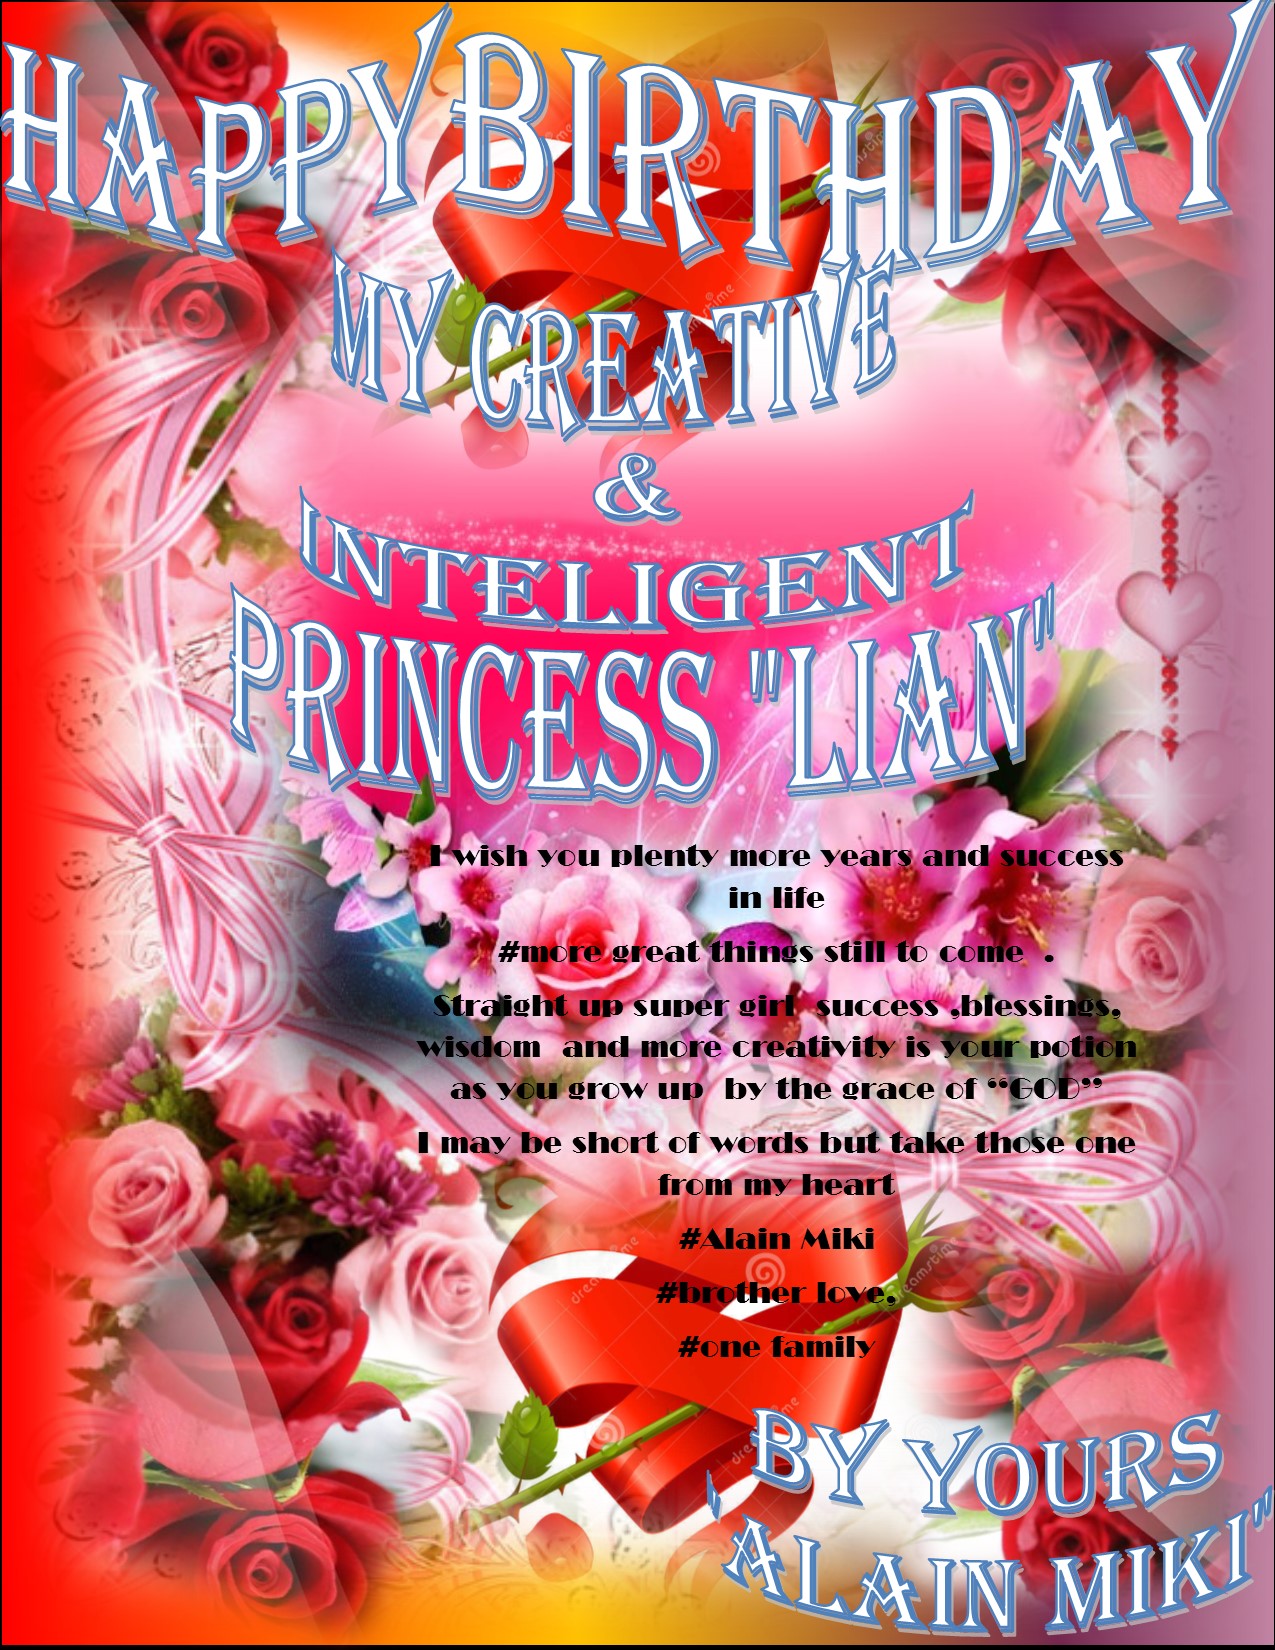 HAPPY BIRTHDAY
MY CREATIVE
&
INTELIGENT
PRINCESS "LIAN"
I wish you plenty more years and success
in life
#more great things still to come .
Straight up super girl success ,blessings,
wisdom and more creativity is your potion
as you grow up by the grace of “GOD”
I may be short of words but take those one
from my heart
#Alain Miki
#brother love,
#one family
BY YOURS
"ALAIN MIKI"